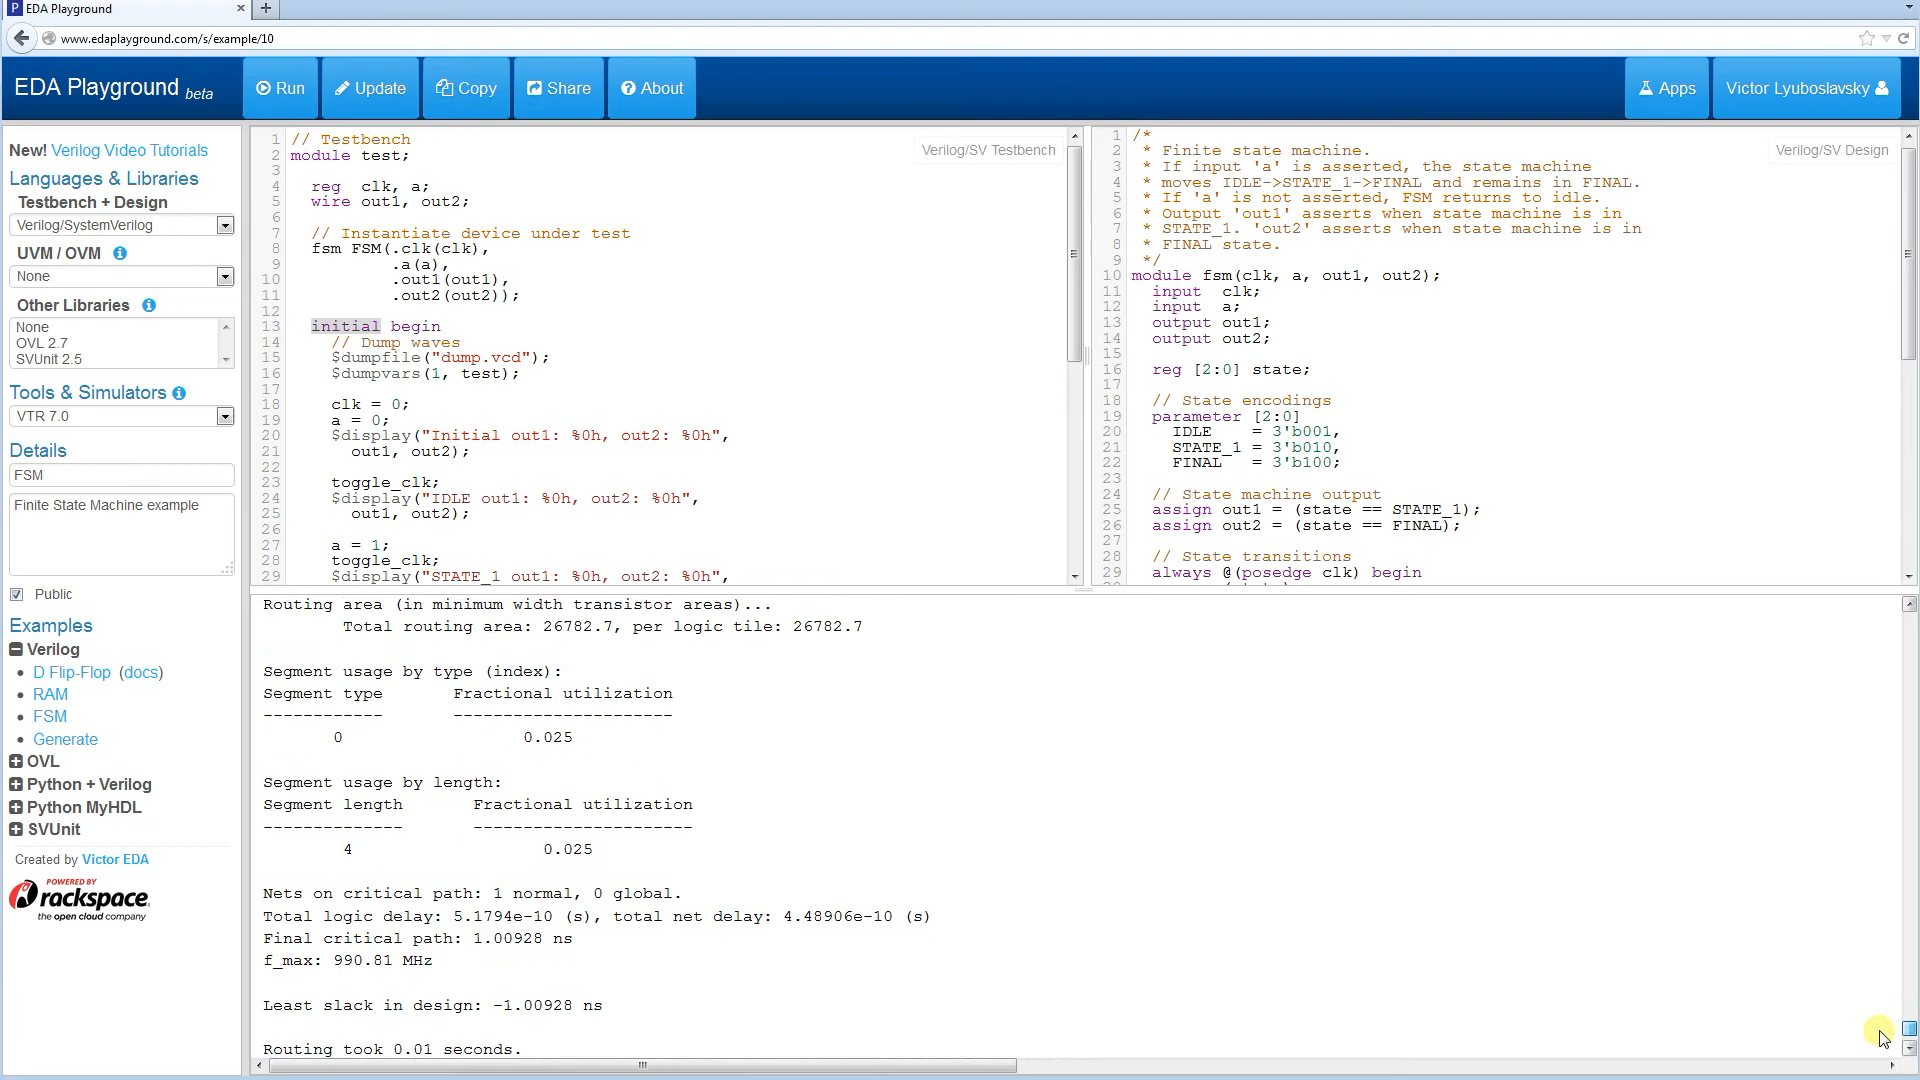 EDA Playground
www.edaplayground.com/s/example/10
EDA Playground beta
Run
Update
Copy
Share
About
Apps
Victor Lyuboslavsky
New! Verilog Video Tutorials
Languages & Libraries
Testbench + Design
Verilog/SystemVerilog
UVM / OVM
None
Other Libraries
None
OVL 2.7
SVUnit 2.5
Tools & Simulators
VTR 7.0
Details
FSM
Finite State Machine example
Public
Examples
Verilog
D Flip-Flop (docs)
RAM
FSM
Generate
OVL
Python + Verilog
Python MyHDL
SVUnit
Created by Victor EDA
POWERED BY
rackspace.
the open cloud company
Verilog/SV Testbench
1 // Testbench
2 module test;
3
4 reg clk, a;
5 wire out1, out2;
6
7 // Instantiate device under test
8 fsm FSM(.clk(clk),
9 .a(a),
10 .out1(out1),
11 .out2(out2));
12
13 initial begin
14 // Dump waves
15 $dumpfile("dump.vcd");
16 $dumpvars(1, test);
17
18 clk = 0;
19 a = 0;
20 $display("Initial out1: %0h, out2: %0h",
21 out1, out2);
22
23 toggle_clk;
24 $display("IDLE out1: %0h, out2: %0h",
25 out1, out2);
26
27 a = 1;
28 toggle_clk;
29 $display("STATE_1 out1: %0h, out2: %0h",
Verilog/SV Design
1 /*
2 * Finite state machine.
3 * If input 'a' is asserted, the state machine
4 * moves IDLE->STATE_1->FINAL and remains in FINAL.
5 * If 'a' is not asserted, FSM returns to idle.
6 * Output 'out1' asserts when state machine is in
7 * STATE_1. 'out2' asserts when state machine is in
8 * FINAL state.
9 */
10 module fsm(clk, a, out1, out2);
11 input clk;
12 input a;
13 output out1;
14 output out2;
15
16 reg [2:0] state;
17
18 // State encodings
19 parameter [2:0]
20 IDLE = 3'b001,
21 STATE_1 = 3'b010,
22 FINAL = 3'b100;
23
24 // State machine output
25 assign out1 = (state == STATE_1);
26 assign out2 = (state == FINAL);
27
28 // State transitions
29 always @(posedge clk) begin
Routing area (in minimum width transistor areas)...
Total routing area: 26782.7, per logic tile: 26782.7
Segment usage by type (index):
Segment type Fractional utilization
------------ ----------------------
0 0.025
Segment usage by length:
Segment length Fractional utilization
-------------- ----------------------
4 0.025
Nets on critical path: 1 normal, 0 global.
Total logic delay: 5.1794e-10 (s), total net delay: 4.48906e-10 (s)
Final critical path: 1.00928 ns
f_max: 990.81 MHz
Least slack in design: -1.00928 ns
Routing took 0.01 seconds.